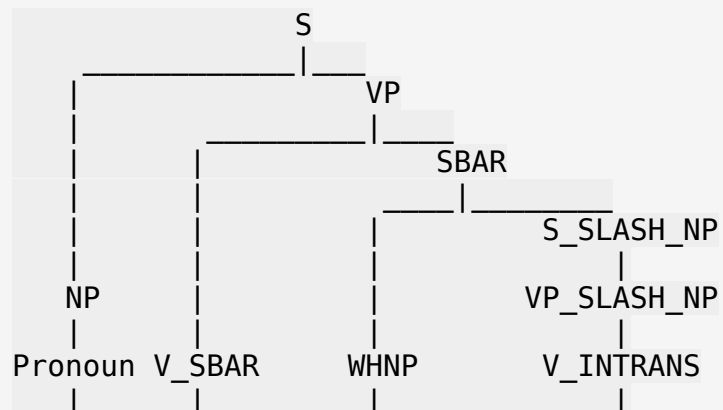 S
VP
SBAR
S_SLASH_NP
NP VP_SLASH_NP
Pronoun V_SBAR WHNP V_INTRANS